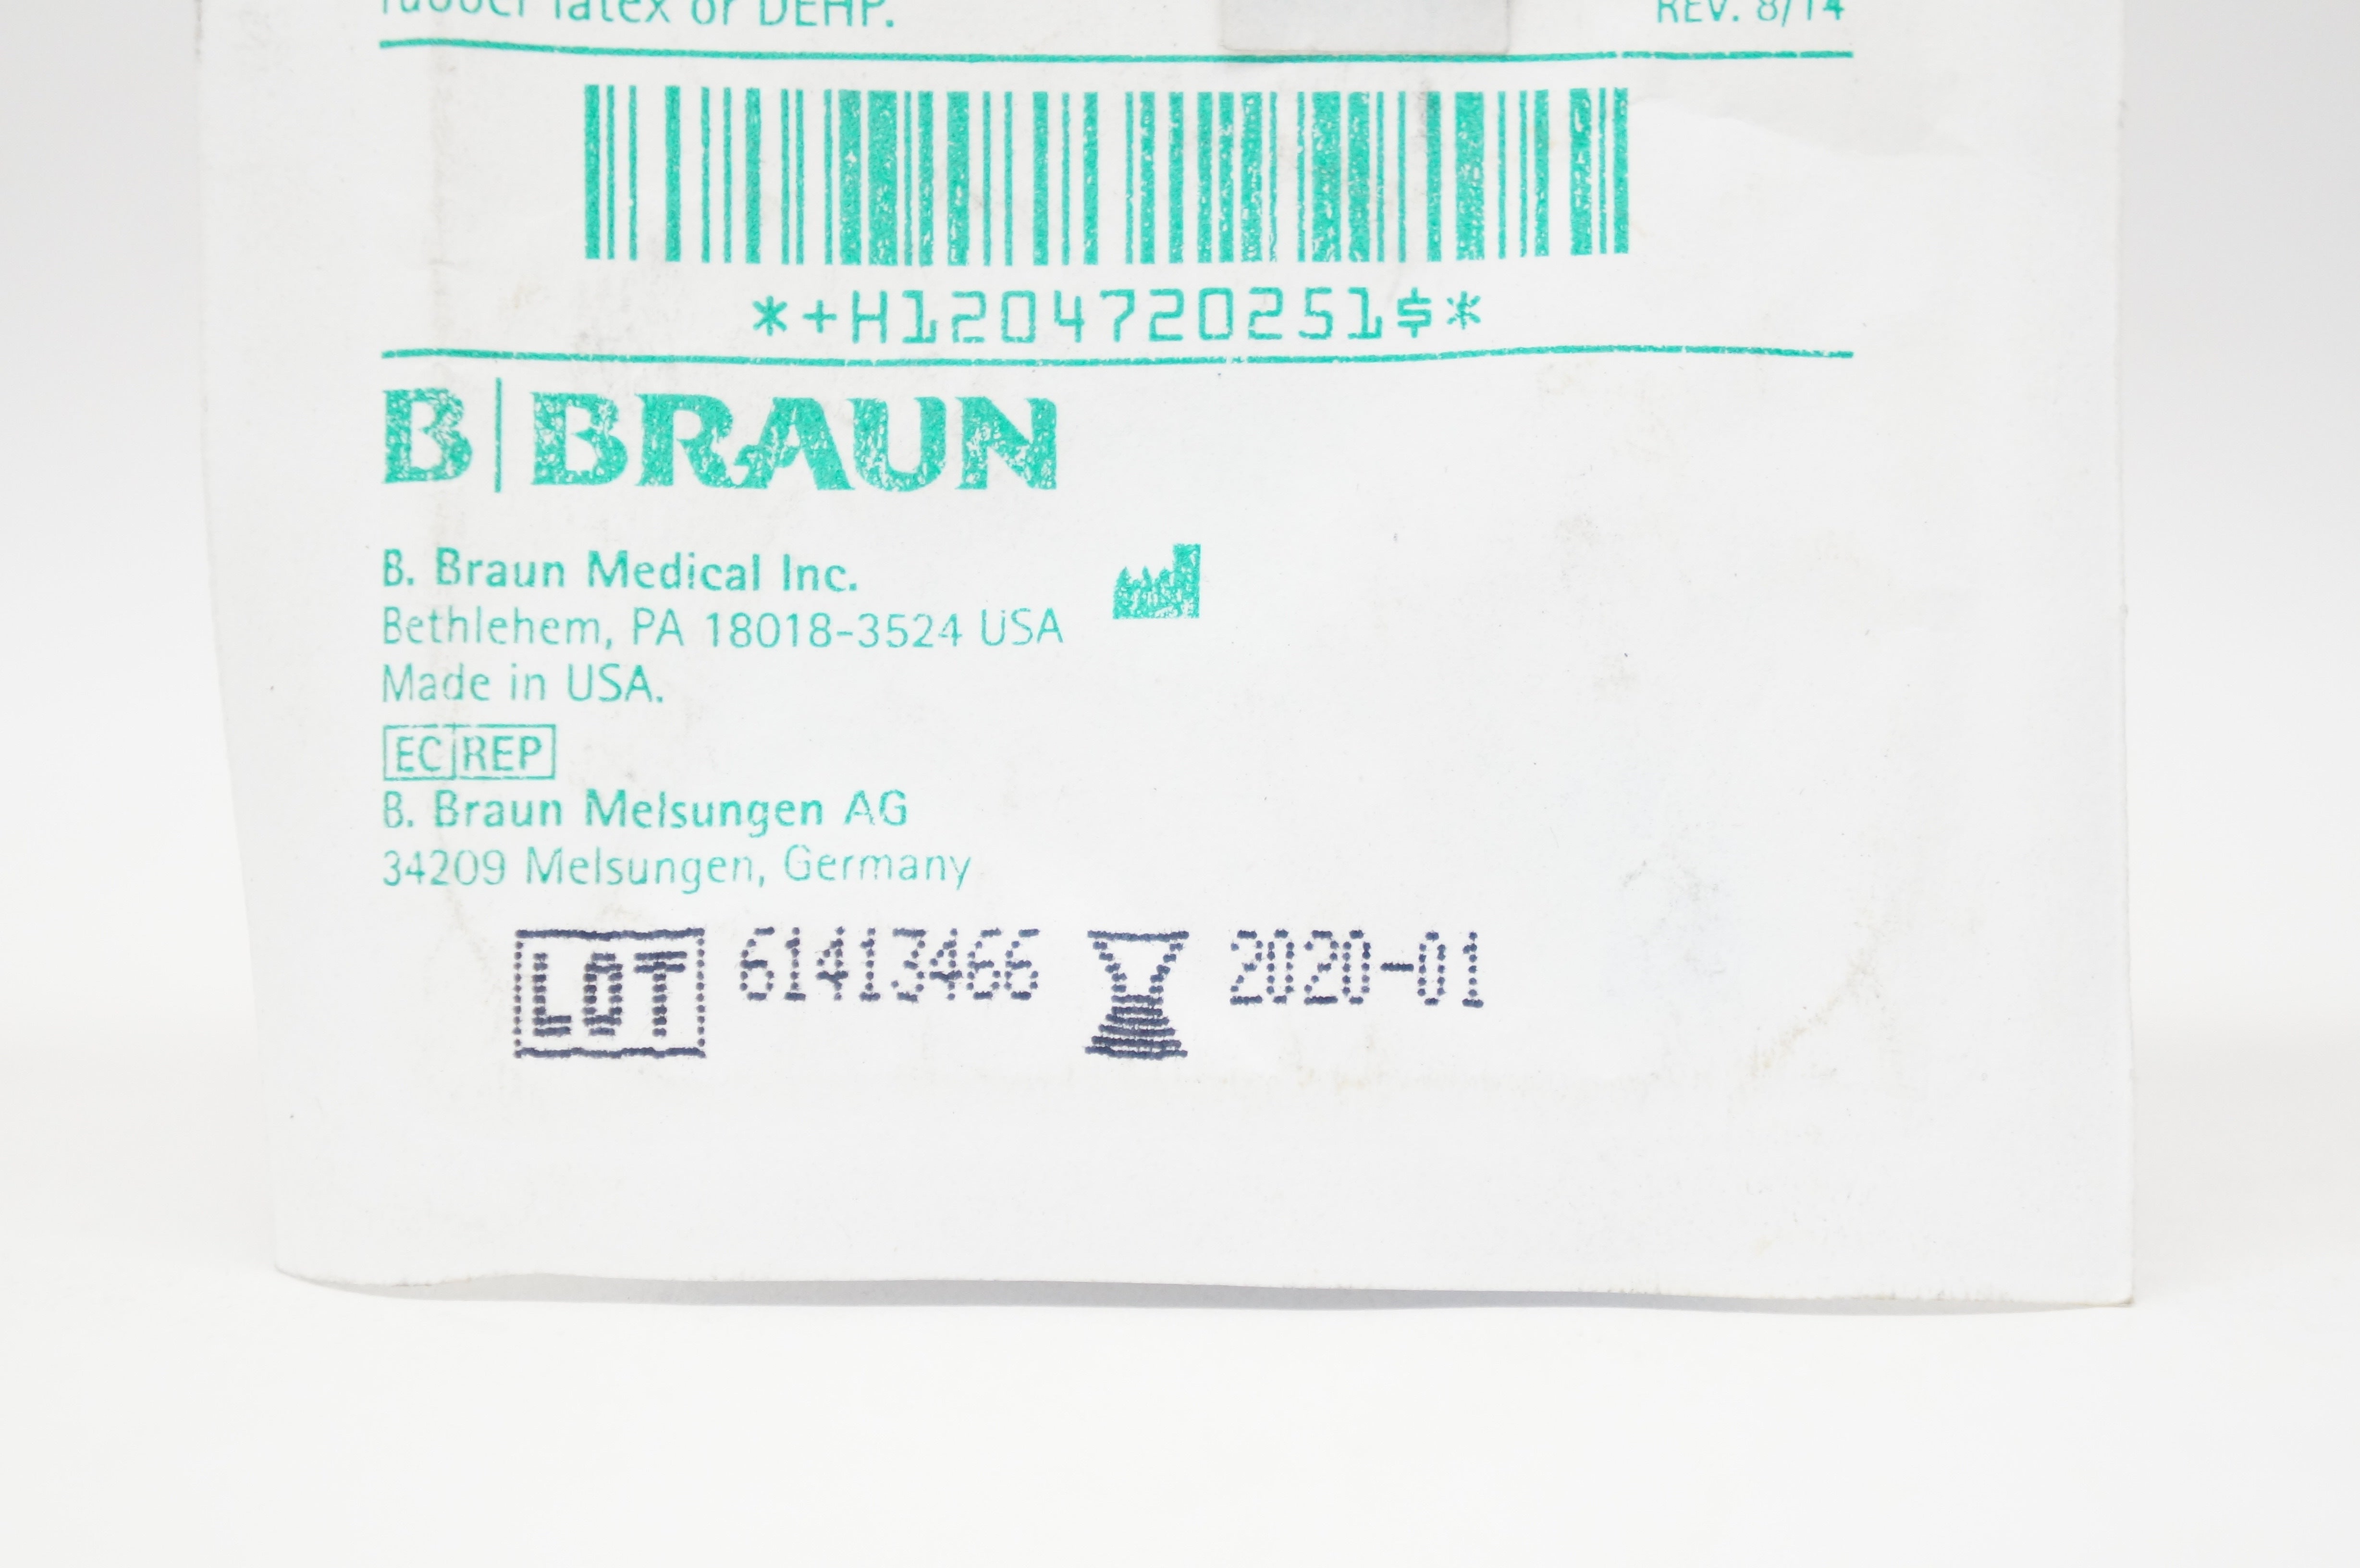 rubber latex or DEHP.
REV. 8/14
*+H1204720251$*
B|BRAUN
B. Braun Medical Inc.
Bethlehem, PA 18018-3524 USA
Made in USA.
EC REP
B. Braun Melsungen AG
34209 Melsungen, Germany
LOT 61413466 2020-01